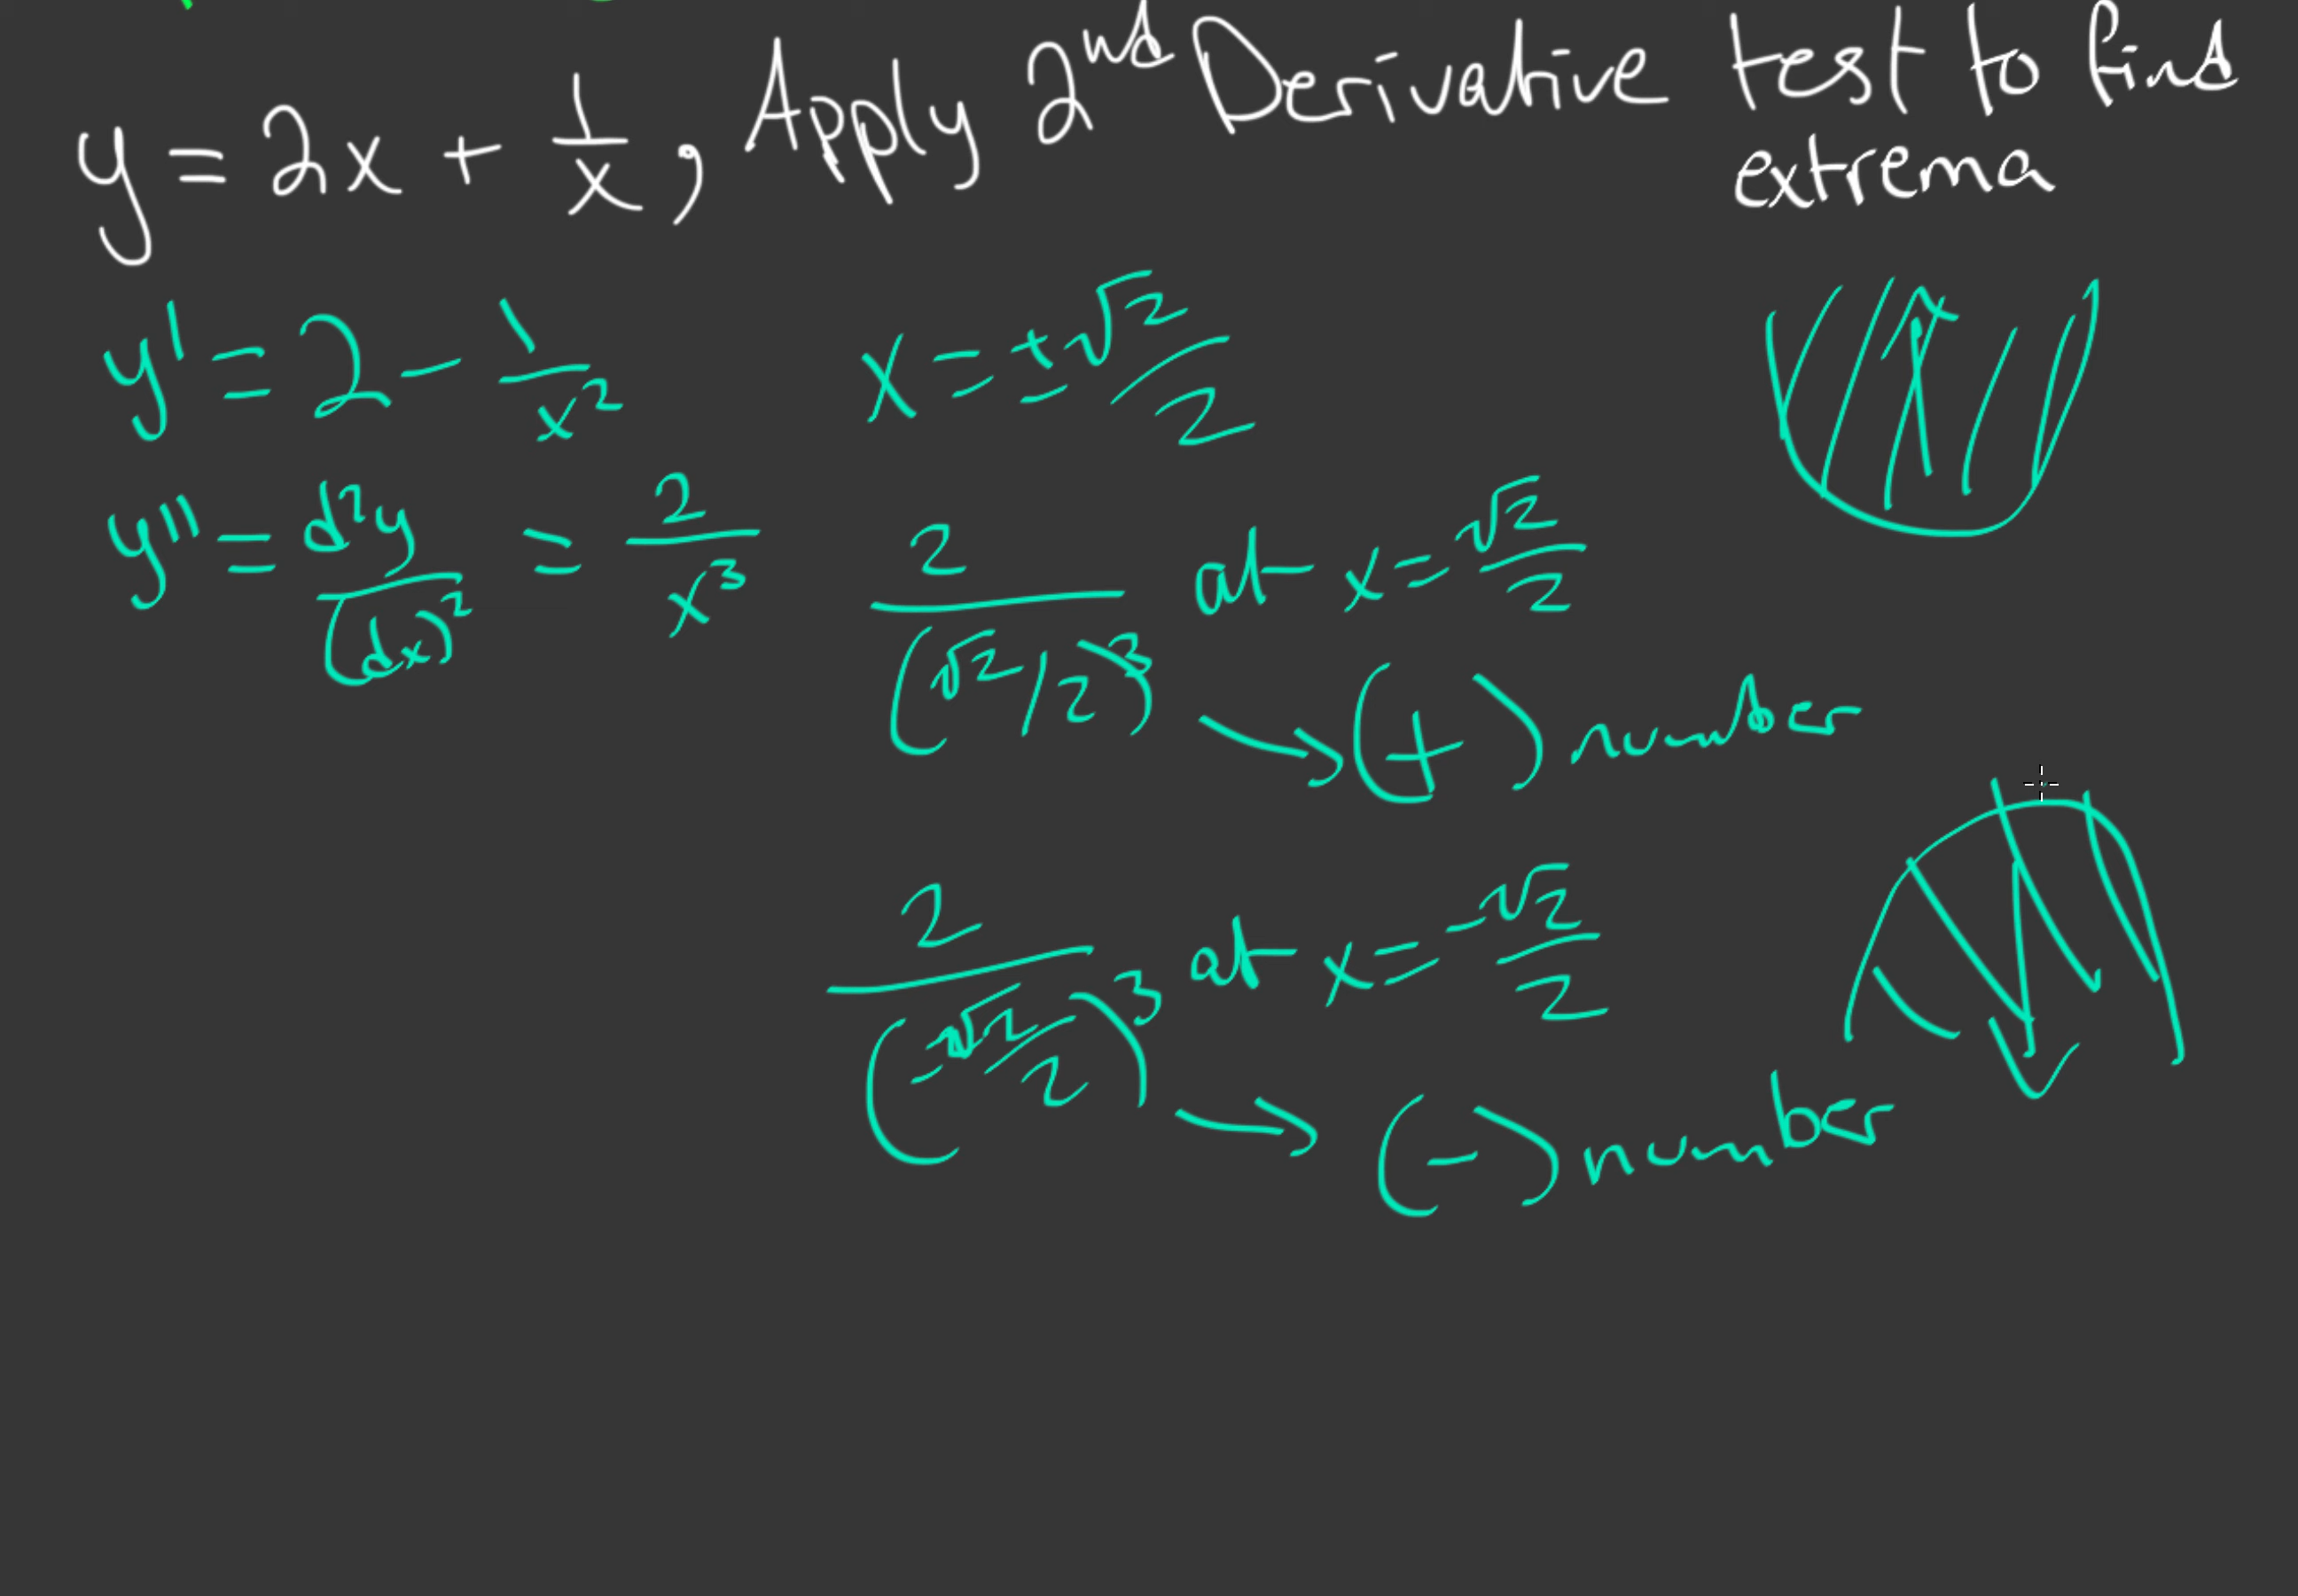 y = 2x + 1/x, Apply 2nd Derivative test to find
extrema
y' = 2 - 1/x²
x = ±√2/2
y'' = d²y/(dx)² = 2/x³
2/(√2/2)³ at x = √2/2
→ (+) number
2/(-√2/2)³ at x = -√2/2
→ (-) number